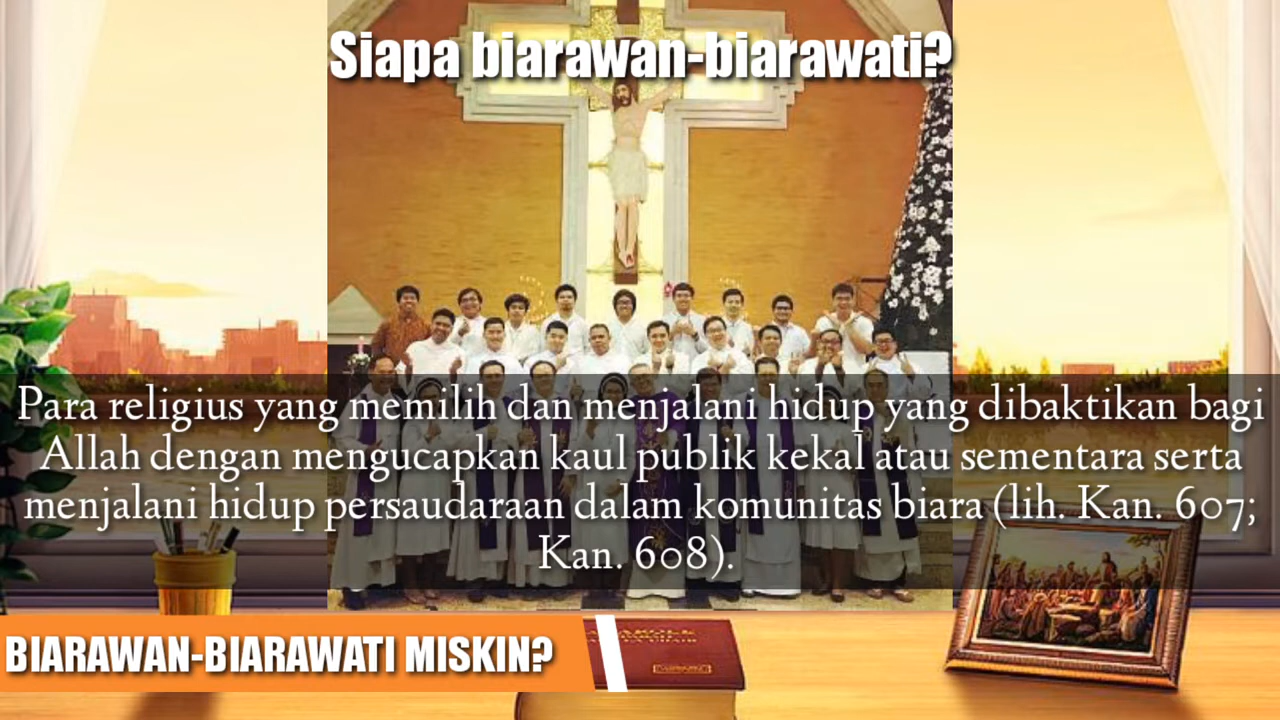 Siapa biarawan-biarawati?
Para religius yang memilih dan menjalani hidup yang dibaktikan bagi
Allah dengan mengucapkan kaul publik kekal atau sementara serta
menjalani hidup persaudaraan dalam komunitas biara (lih. Kan. 607;
Kan. 608).
BIARAWAN-BIARAWATI MISKIN?